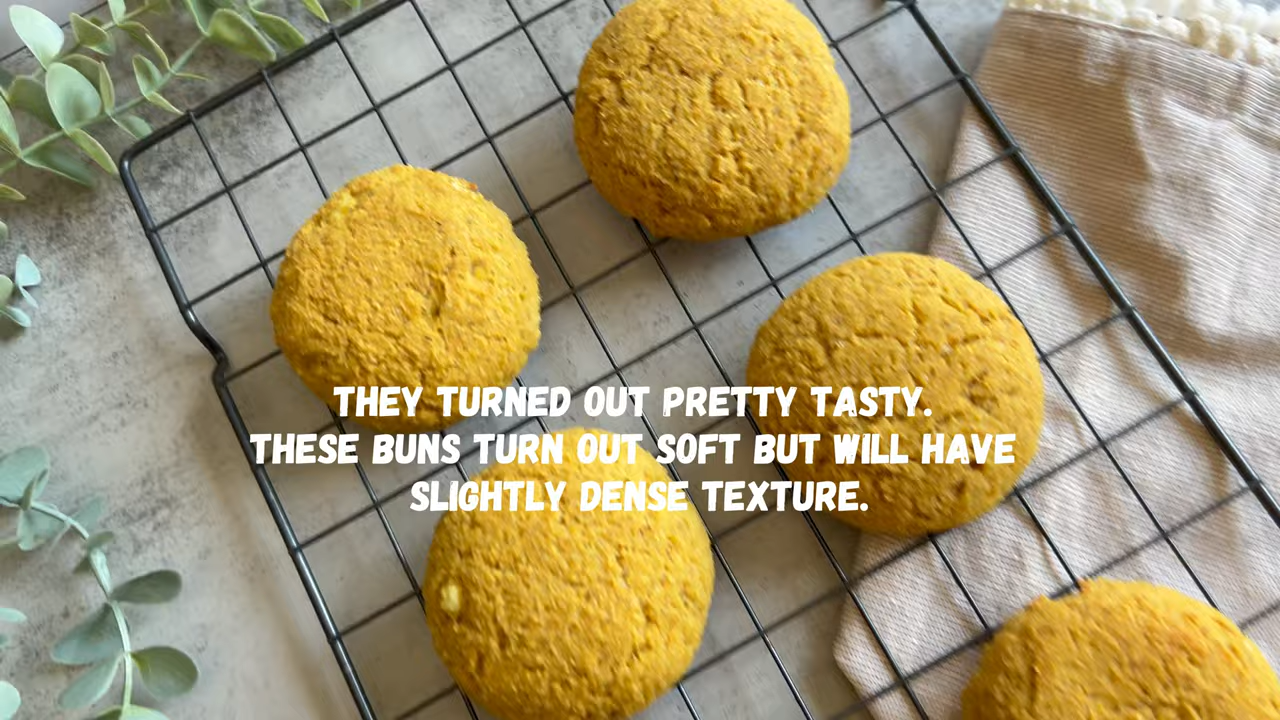 THEY TURNED OUT PRETTY TASTY.
THESE BUNS TURN OUT SOFT BUT WILL HAVE
SLIGHTLY DENSE TEXTURE.